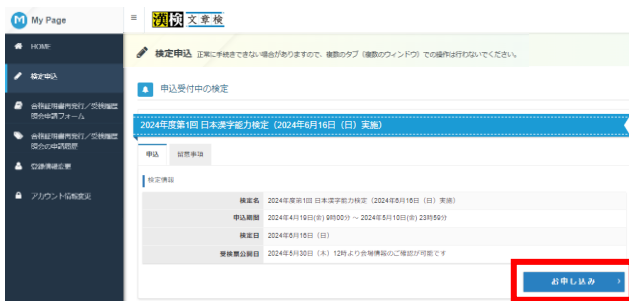 My Page
漢検 文章検
HOME
検定申込
合格証明書再発行/受検履歴
照会申請フォーム
合格証明書再発行/受検履歴
照会の申請履歴
登録情報変更
アカウント情報変更
検定申込 正常に手続きできない場合がありますので、複数のタブ（複数のウィンドウ）での操作は行わないでください。
申込受付中の検定
2024年度第1回 日本漢字能力検定（2024年6月16日（日）実施）
申込 留意事項
検定情報
検定名 2024年度第1回 日本漢字能力検定（2024年6月16日（日）実施）
申込期間 2024年4月19日(金) 9時00分 ～ 2024年5月10日(金) 23時59分
検定日 2024年6月16日（日）
受検票公開日 2024年5月30日（木）12時より会場情報のご確認が可能です
お申し込み